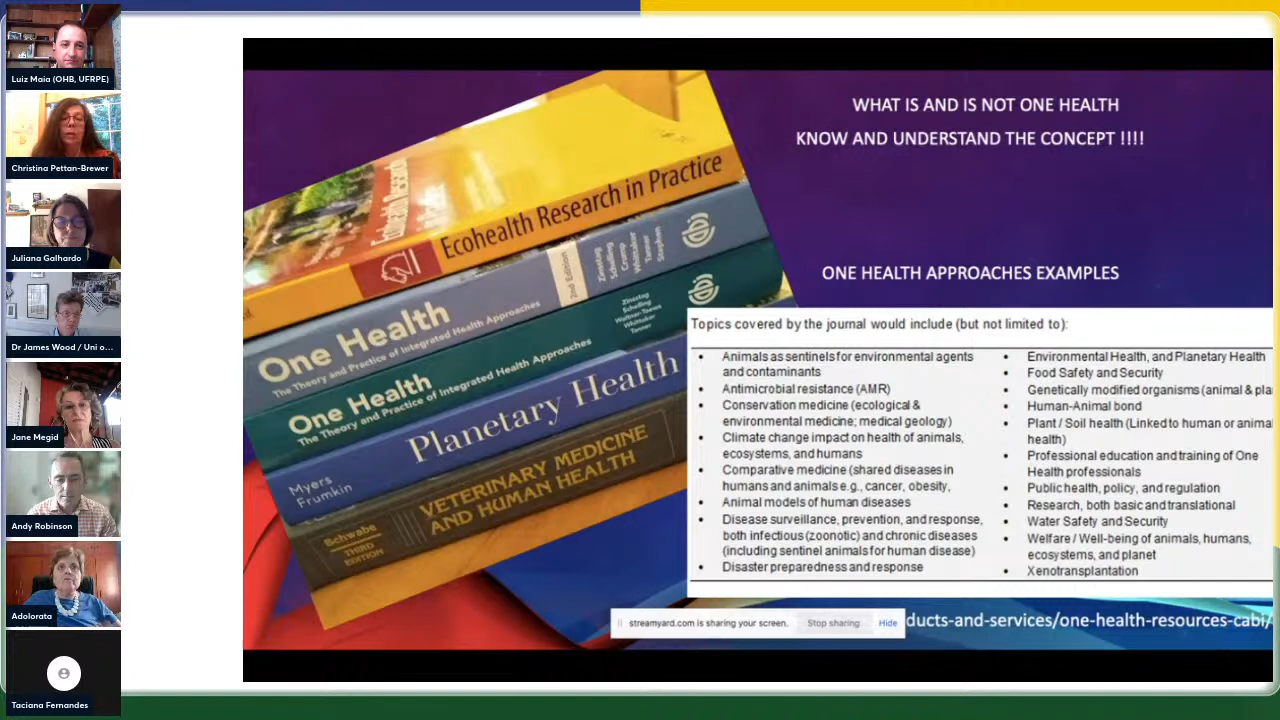 Luiz Maia (OHB, UFRPE)
Christina Pettan-Brewer
Juliana Galhardo
Dr James Wood / Uni o...
Jane Megid
Andy Robinson
Adolorata
Taciana Fernandes
Ecohealth Research in Practice
One Health
The Theory and Practice of Integrated Health Approaches
2nd Edition
Zinsstag
Schelling
Crump
Whittaker
Tanner
Stephen
cabi
One Health
The Theory and Practice of Integrated Health Approaches
Zinsstag
Schelling
Waltner-Toews
Whittaker
Tanner
cabi
Myers
Frumkin
Planetary Health
Schwabe
THIRD
EDITION
VETERINARY MEDICINE
AND HUMAN HEALTH
WHAT IS AND IS NOT ONE HEALTH
KNOW AND UNDERSTAND THE CONCEPT !!!!
ONE HEALTH APPROACHES EXAMPLES
Topics covered by the journal would include (but not limited to):
• Animals as sentinels for environmental agents
and contaminants
• Antimicrobial resistance (AMR)
• Conservation medicine (ecological &
environmental medicine; medical geology)
• Climate change impact on health of animals,
ecosystems, and humans
• Comparative medicine (shared diseases in
humans and animals e.g., cancer, obesity,
• Animal models of human diseases
• Disease surveillance, prevention, and response,
both infectious (zoonotic) and chronic diseases
(including sentinel animals for human disease)
• Disaster preparedness and response
• Environmental Health, and Planetary Health
• Food Safety and Security
• Genetically modified organisms (animal & pla
• Human-Animal bond
• Plant / Soil health (Linked to human or anima
health)
• Professional education and training of One
Health professionals
• Public health, policy, and regulation
• Research, both basic and translational
• Water Safety and Security
• Welfare / Well-being of animals, humans,
ecosystems, and planet
• Xenotransplantation
streamyard.com is sharing your screen. Stop sharing Hide
ducts-and-services/one-health-resources-cabi/